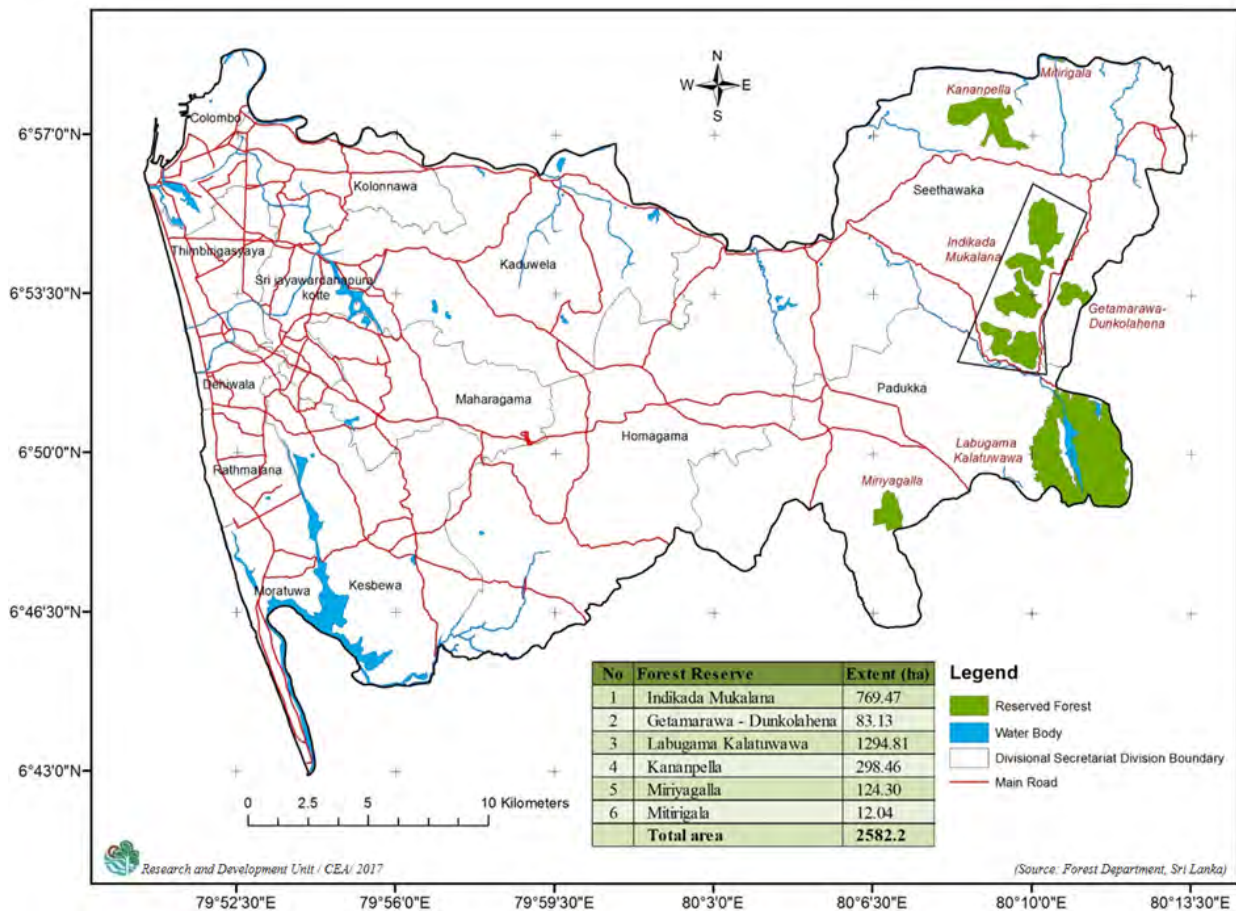 N
W E
S
Mitirigala
Kananpella
Colombo
6°57'0"N
Kolonnawa
Seethawaka
Thimbirigasyaya
Indikada
Mukalana
Kaduwela
Sri jayawardanapura
kotte
6°53'30"N
Getamarawa-
Dunkolahena
Dehiwala
Padukka
Maharagama
Homagama
Labugama
Kalatuwawa
6°50'0"N
Rathmalana
Miriyagalla
Moratuwa
Kesbewa
6°46'30"N
No Forest Reserve Extent (ha)
1 Indikada Mukalana 769.47
2 Getamarawa - Dunkolahena 83.13
3 Labugama Kalatuwawa 1294.81
4 Kananpella 298.46
5 Miriyagalla 124.30
6 Mitirigala 12.04
Total area 2582.2
Legend
Reserved Forest
Water Body
Divisional Secretariat Division Boundary
Main Road
6°43'0"N
0 2.5 5 10 Kilometers
Research and Development Unit / CEA/ 2017
(Source: Forest Department, Sri Lanka)
79°52'30"E 79°56'0"E 79°59'30"E 80°3'0"E 80°6'30"E 80°10'0"E 80°13'30"E